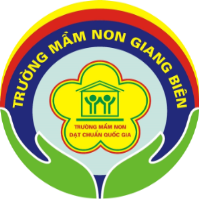 TRƯỜNG MẦM NON GIANG BIÊN
TRƯỜNG MẦM NON
ĐẠT CHUẨN QUỐC GIA